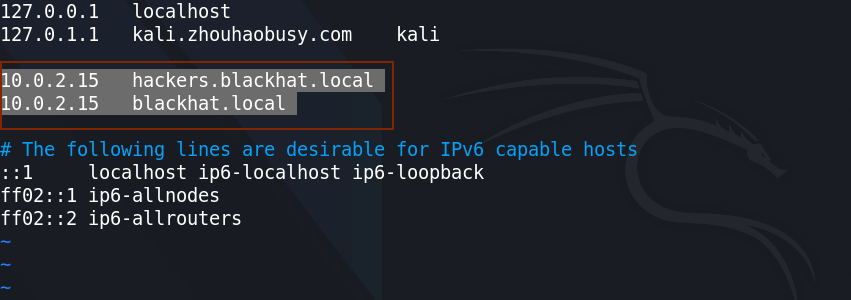 127.0.0.1   localhost
127.0.1.1   kali.zhouhaobusy.com    kali
10.0.2.15   hackers.blackhat.local
10.0.2.15   blackhat.local
# The following lines are desirable for IPv6 capable hosts
::1     localhost ip6-localhost ip6-loopback
ff02::1 ip6-allnodes
ff02::2 ip6-allrouters
~
~
~